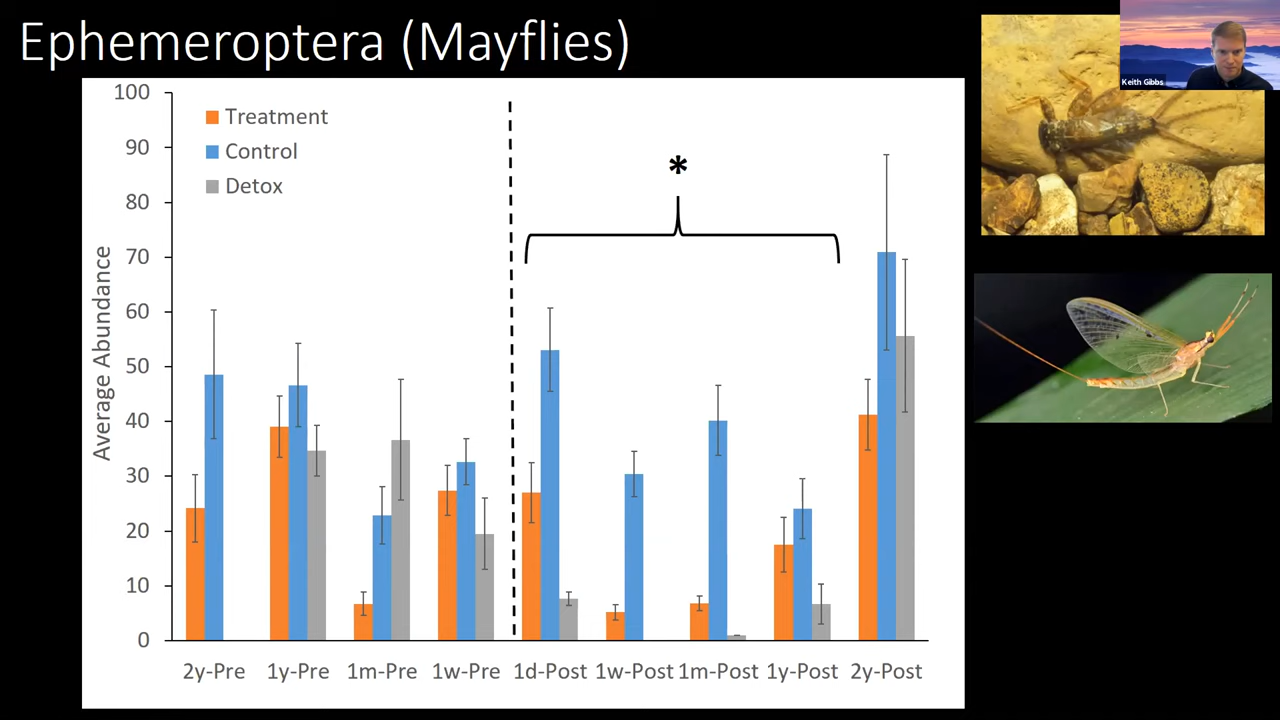 Ephemeroptera (Mayflies)
Keith Gibbs
Treatment
Control
Detox
*
Average Abundance
100
90
80
70
60
50
40
30
20
10
0
2y-Pre 1y-Pre 1m-Pre 1w-Pre 1d-Post 1w-Post 1m-Post 1y-Post 2y-Post